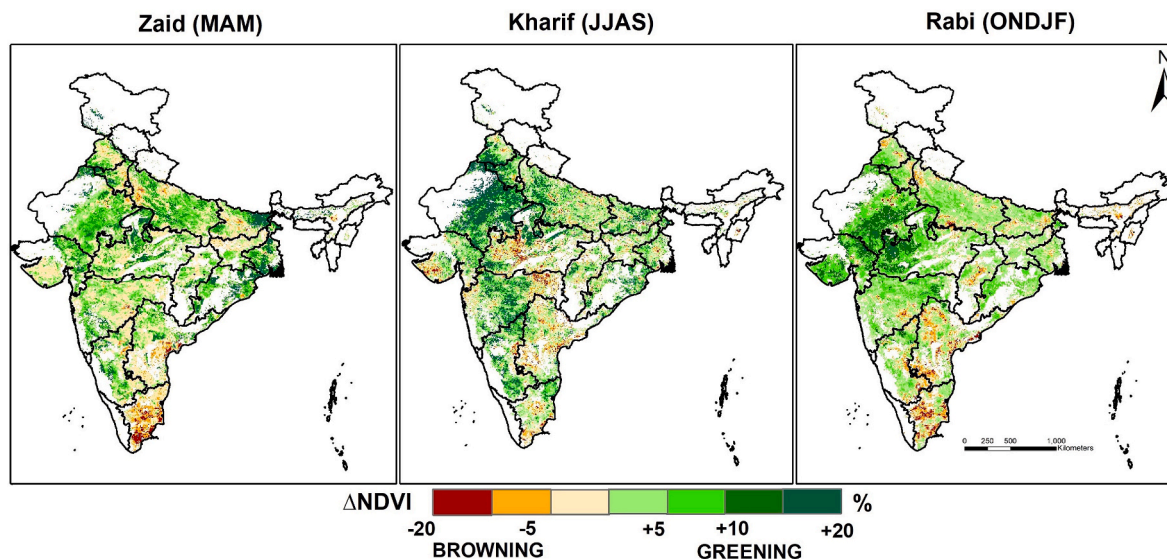 Zaid (MAM)
Kharif (JJAS)
Rabi (ONDJF)
N
0 250 500 1,000
Kilometers
ΔNDVI %
-20 -5 +5 +10 +20
BROWNING GREENING